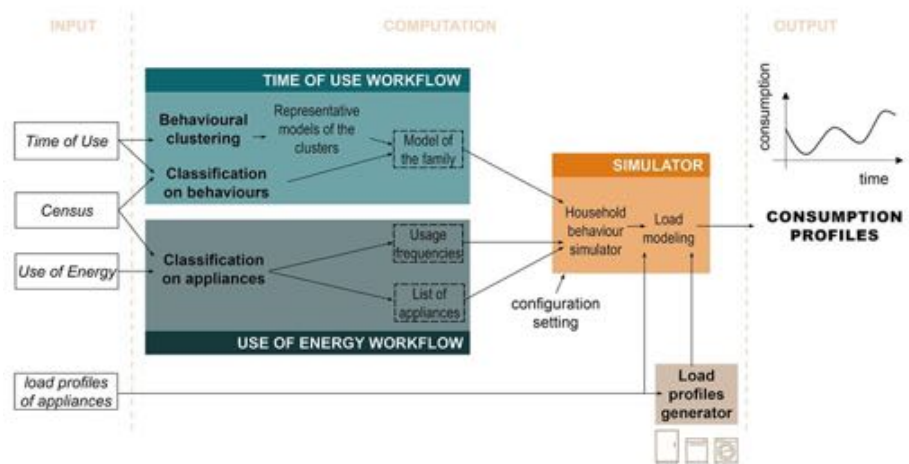 INPUT
COMPUTATION
OUTPUT
TIME OF USE WORKFLOW
Time of Use
Behavioural
clustering
Representative
models of the
clusters
Model of
the family
Classification
on behaviours
Census
Use of Energy
Classification
on appliances
Usage
frequencies
List of
appliances
USE OF ENERGY WORKFLOW
SIMULATOR
Household
behaviour
simulator
Load
modeling
configuration
setting
load profiles
of appliances
Load
profiles
generator
consumption
time
CONSUMPTION
PROFILES